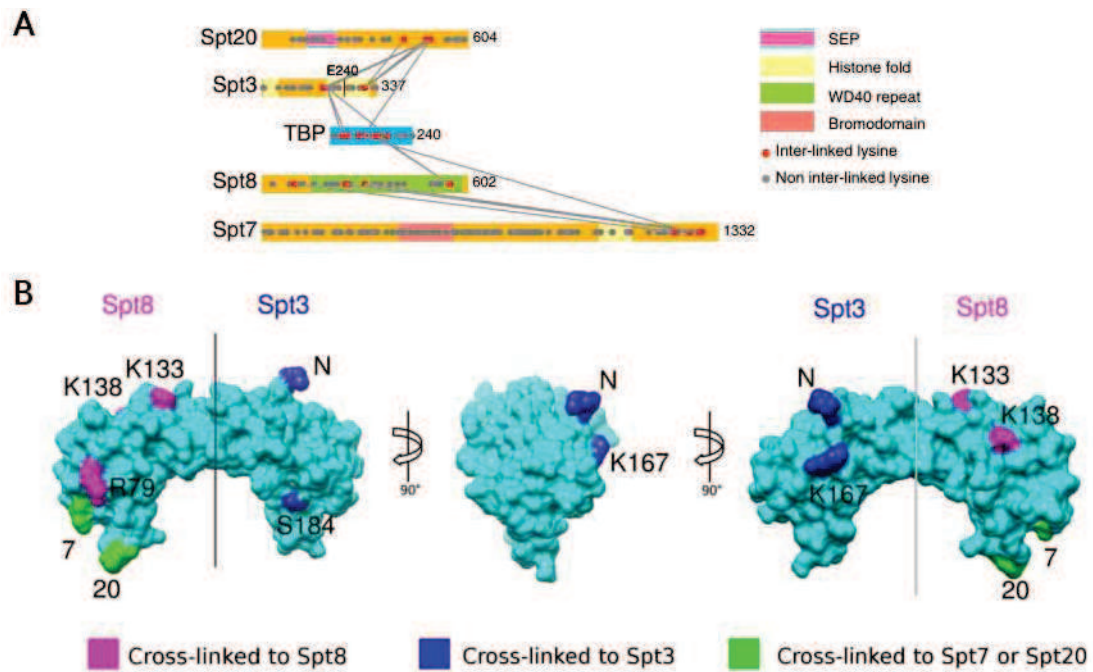 A
Spt20
604
E240
Spt3
337
TBP
240
Spt8
602
Spt7
1332
SEP
Histone fold
WD40 repeat
Bromodomain
Inter-linked lysine
Non inter-linked lysine
B
Spt8 Spt3 Spt3 Spt8
K138 K133 N
R79
S184
7
20
90°
N
K167
90°
N K133
K138
K167
7
20
Cross-linked to Spt8 Cross-linked to Spt3 Cross-linked to Spt7 or Spt20